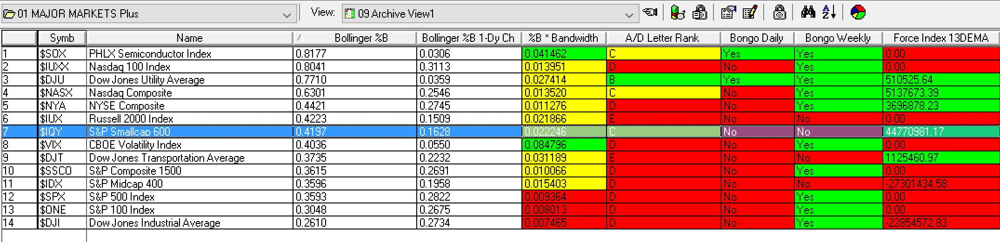 01 MAJOR MARKETS Plus View: 09 Archive View1
Symb Name Bollinger %B Bollinger %B 1-Dy Ch %B * Bandwidth A/D Letter Rank Bongo Daily Bongo Weekly Force Index 13DEMA
1 $SOX PHLX Semiconductor Index 0.8177 0.0306 0.041462 C Yes Yes 0.00
2 $IUXX Nasdaq 100 Index 0.8041 0.3113 0.013951 D No Yes 0.00
3 $DJU Dow Jones Utility Average 0.7710 0.0359 0.027414 B Yes Yes 510525.64
4 $NASX Nasdaq Composite 0.6301 0.2546 0.013520 C No Yes 5137673.39
5 $NYA NYSE Composite 0.4421 0.2745 0.011276 D No Yes 3696878.23
6 $IUX Russell 2000 Index 0.4223 0.1509 0.021866 E No No 0.00
7 $IQY S&P Smallcap 600 0.4197 0.1628 0.022246 C No No 44770981.17
8 $VIX CBOE Volatility Index 0.4036 0.0550 0.084796 D No Yes 0.00
9 $DJT Dow Jones Transportation Average 0.3735 0.2232 0.031189 E No No 1125460.97
10 $SSCO S&P Composite 1500 0.3615 0.2691 0.010066 D No Yes 0.00
11 $IDX S&P Midcap 400 0.3596 0.1958 0.015403 D No No -27301434.58
12 $SPX S&P 500 Index 0.3593 0.2822 0.009364 D No Yes 0.00
13 $ONE S&P 100 Index 0.3048 0.2675 0.008013 D No Yes 0.00
14 $DJI Dow Jones Industrial Average 0.2610 0.2734 0.007465 D No Yes -22854572.83